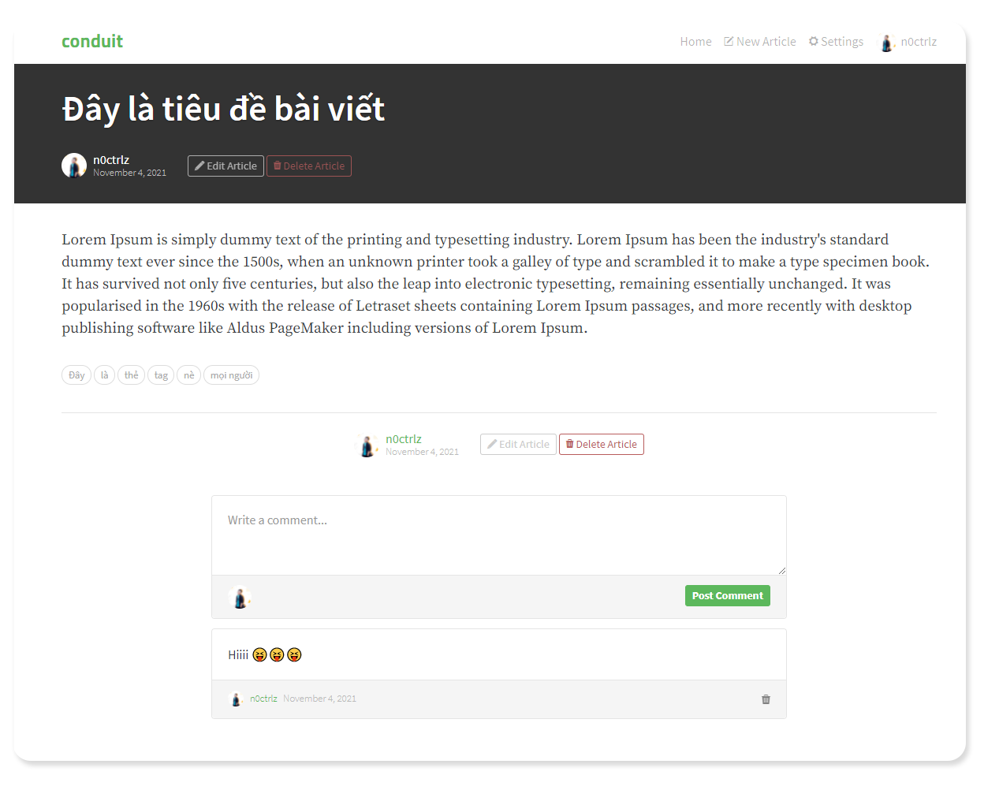 conduit
Home New Article Settings n0ctrlz
Đây là tiêu đề bài viết
n0ctrlz
November 4, 2021
Edit Article Delete Article
Lorem Ipsum is simply dummy text of the printing and typesetting industry. Lorem Ipsum has been the industry's standard
dummy text ever since the 1500s, when an unknown printer took a galley of type and scrambled it to make a type specimen book.
It has survived not only five centuries, but also the leap into electronic typesetting, remaining essentially unchanged. It was
popularised in the 1960s with the release of Letraset sheets containing Lorem Ipsum passages, and more recently with desktop
publishing software like Aldus PageMaker including versions of Lorem Ipsum.
Đây là thẻ tag nè mọi người
n0ctrlz
November 4, 2021
Edit Article Delete Article
Write a comment...
Post Comment
Hiiii 😝😝😝
n0ctrlz November 4, 2021